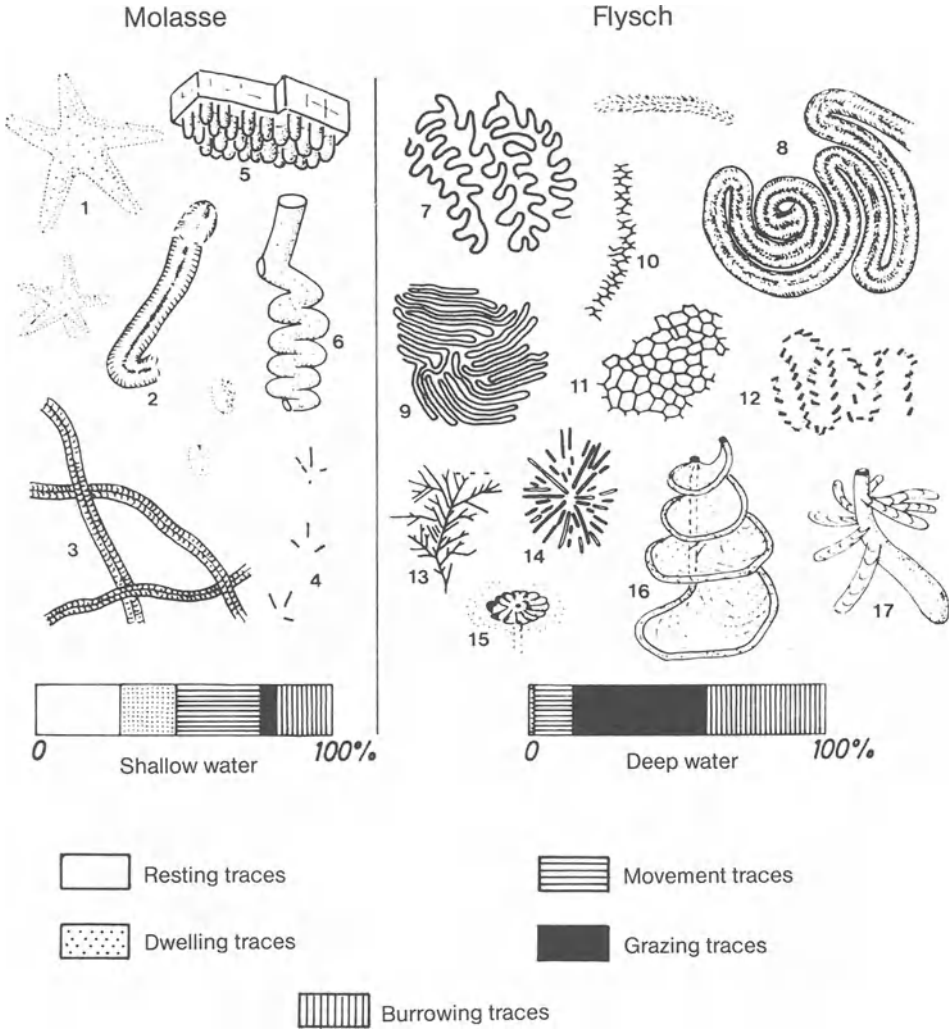 Molasse
Flysch
1
2
3
4
5
6
7
8
9
10
11
12
13
14
15
16
17
0 100%
Shallow water
0 100%
Deep water
Resting traces
Movement traces
Dwelling traces
Grazing traces
Burrowing traces